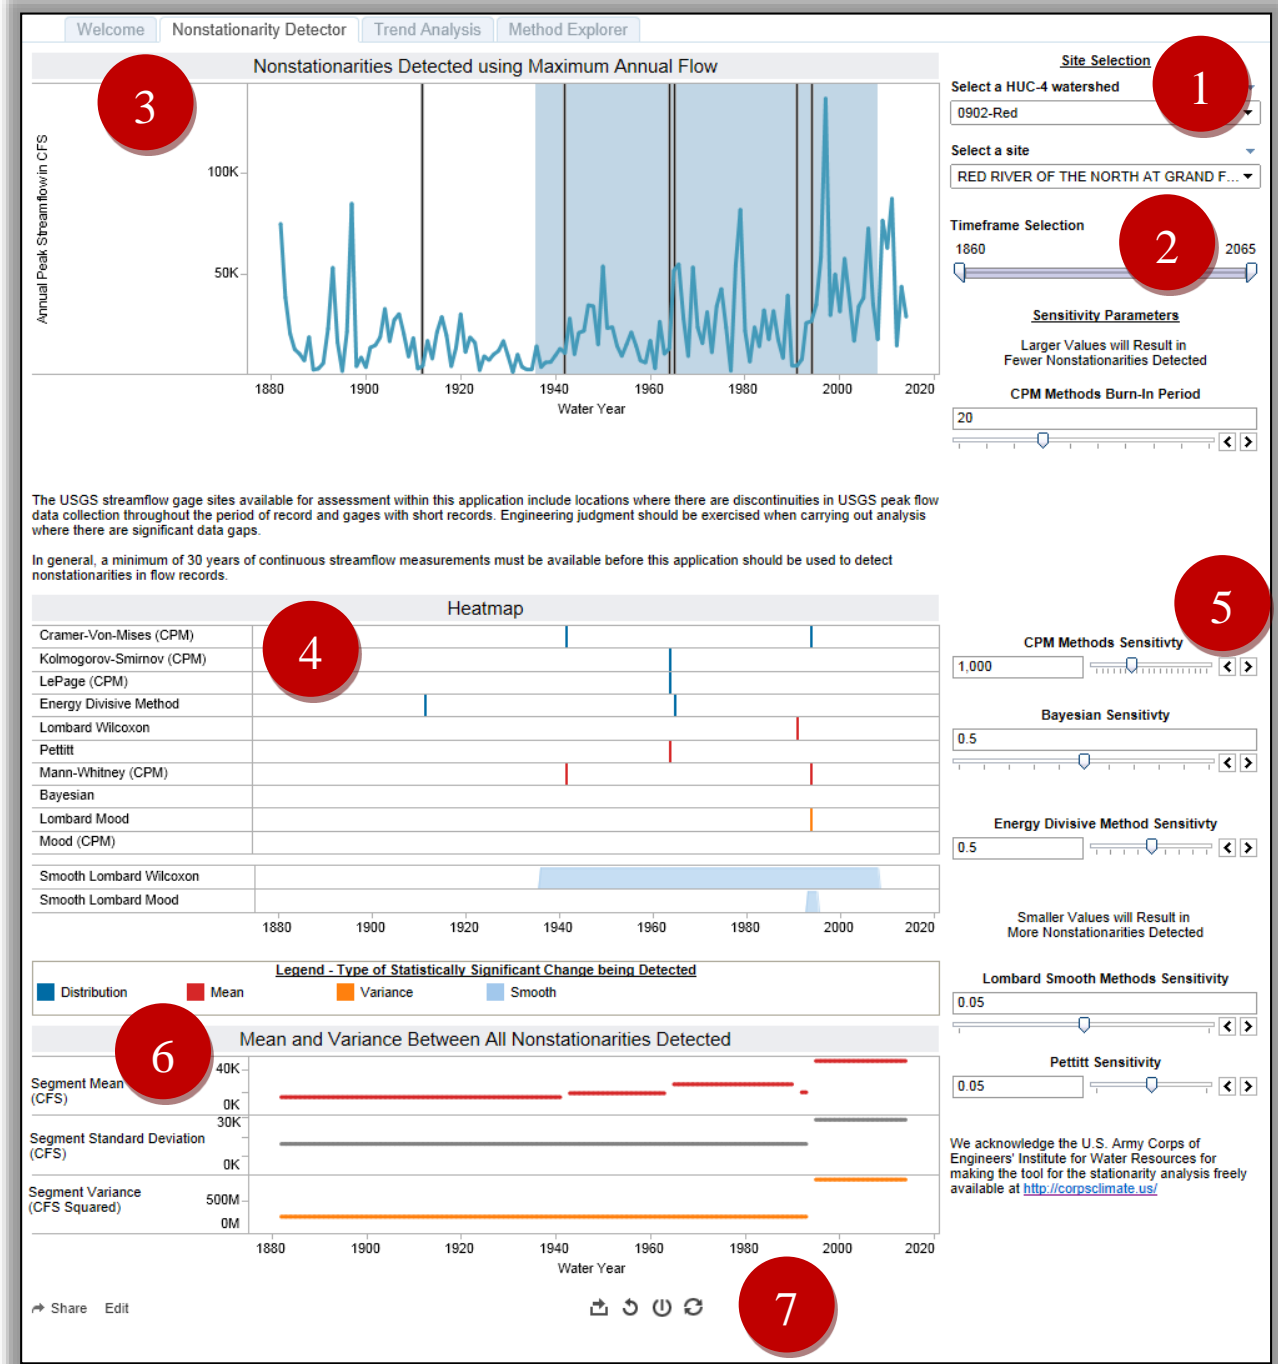 Welcome
Nonstationarity Detector
Trend Analysis
Method Explorer
Nonstationarities Detected using Maximum Annual Flow
3
Annual Peak Streamflow in CFS
100K
50K
1880 1900 1920 1940 1960 1980 2000 2020
Water Year
Site Selection
1
Select a HUC-4 watershed
0902-Red
Select a site
RED RIVER OF THE NORTH AT GRAND F...
Timeframe Selection
2
1860 2065
Sensitivity Parameters
Larger Values will Result in
Fewer Nonstationarities Detected
CPM Methods Burn-In Period
20
The USGS streamflow gage sites available for assessment within this application include locations where there are discontinuities in USGS peak flow
data collection throughout the period of record and gages with short records. Engineering judgment should be exercised when carrying out analysis
where there are significant data gaps.
In general, a minimum of 30 years of continuous streamflow measurements must be available before this application should be used to detect
nonstationarities in flow records.
Heatmap
4
Cramer-Von-Mises (CPM)
Kolmogorov-Smirnov (CPM)
LePage (CPM)
Energy Divisive Method
Lombard Wilcoxon
Pettitt
Mann-Whitney (CPM)
Bayesian
Lombard Mood
Mood (CPM)
Smooth Lombard Wilcoxon
Smooth Lombard Mood
1880 1900 1920 1940 1960 1980 2000 2020
5
CPM Methods Sensitivty
1,000
Bayesian Sensitivty
0.5
Energy Divisive Method Sensitivty
0.5
Smaller Values will Result in
More Nonstationarities Detected
Lombard Smooth Methods Sensitivity
0.05
Pettitt Sensitivity
0.05
We acknowledge the U.S. Army Corps of
Engineers' Institute for Water Resources for
making the tool for the stationarity analysis freely
available at http://corpsclimate.us/
Legend - Type of Statistically Significant Change being Detected
Distribution Mean Variance Smooth
6
Mean and Variance Between All Nonstationarities Detected
Segment Mean
(CFS)
40K
0K
Segment Standard Deviation
(CFS)
30K
0K
Segment Variance
(CFS Squared)
500M
0M
1880 1900 1920 1940 1960 1980 2000 2020
Water Year
7
Share Edit